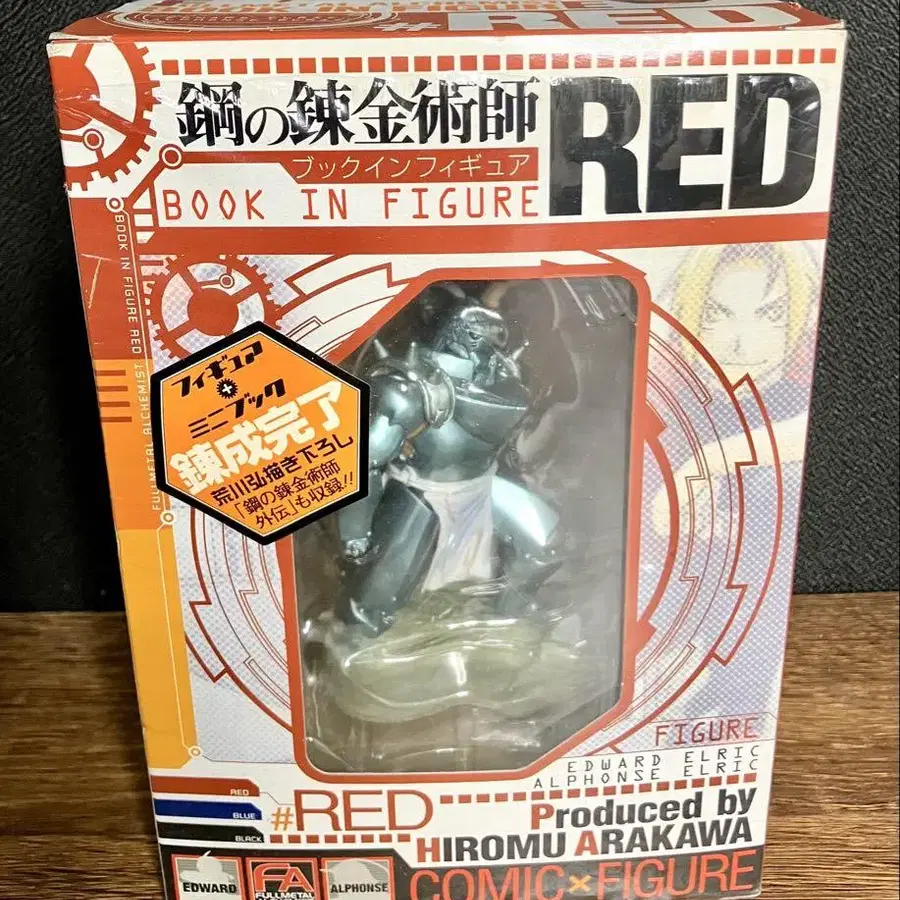 BOOK IN FIGURE
#RED
鋼の錬金術師
ブックインフィギュア
BOOK IN FIGURE
RED
FULLMETAL ALCHEMIST BOOK IN FIGURE RED
フィギュア
+
ミニブック
錬成完了
荒川弘描き下ろし
「鋼の錬金術師
外伝」も収録!!
FIGURE
EDWARD ELRIC
ALPHONSE ELRIC
RED
BLUE
BLACK
#RED
Produced by
HIROMU ARAKAWA
COMIC×FIGURE
EDWARD
FA
FULLMETAL
ALPHONSE